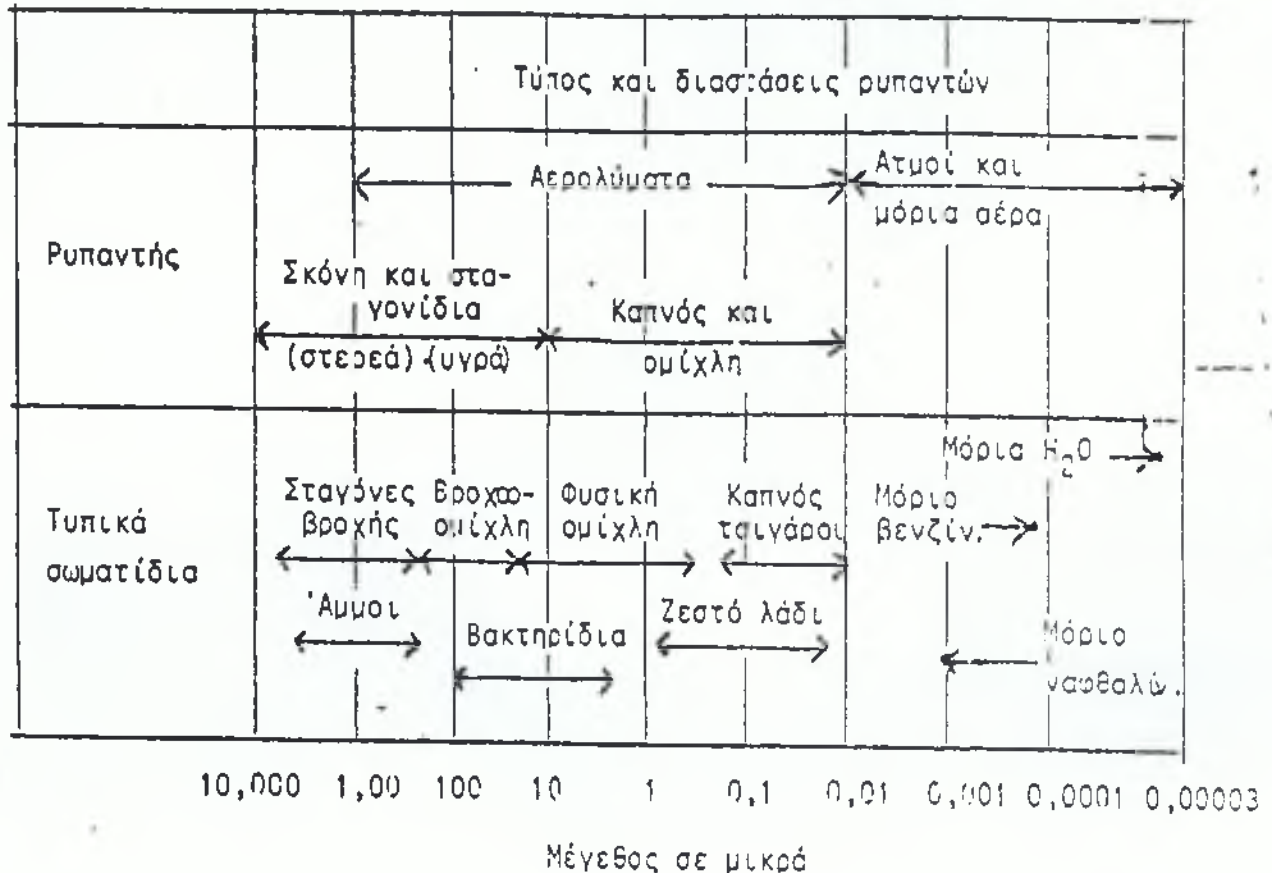 Τύπος και διαστάσεις ρυπαντών
Ρυπαντής
Αερολύματα
Ατμοί και
μόρια αέρα
Σκόνη και στα-
γονίδια
(στερεά) (υγρά)
Καπνός και
ομίχλη
Τυπικά
σωματίδια
Μόρια H₂O
Σταγόνες
βροχής
Βροχοο-
ομίχλη
Φυσική
ομίχλη
Καπνός
τσιγάρου
Μόριο
βενζίν.
Άμμοι
Βακτηρίδια
Ζεστό λάδι
Μόριο
ναφθαλίν.
10,000 1,00 100 10 1 0,1 0,01 0,001 0,0001 0,00003
Μέγεθος σε μικρά